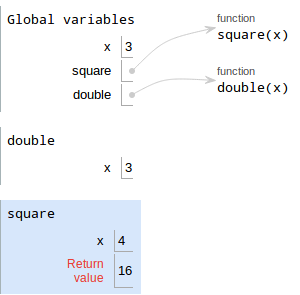 Global variables
x 3
square
double
function
square(x)
function
double(x)
double
x 3
square
x 4
Return
value 16